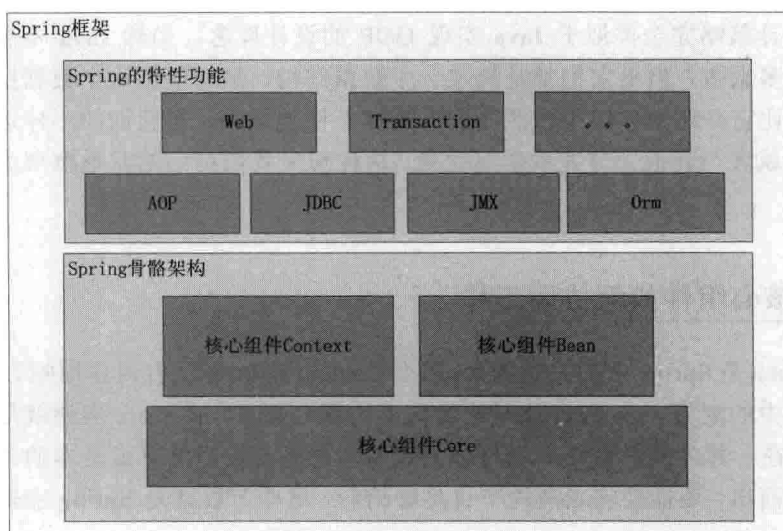 Spring框架
Spring的特性功能
Web
Transaction
。。。
AOP
JDBC
JMX
Orm
Spring骨骼架构
核心组件Context
核心组件Bean
核心组件Core